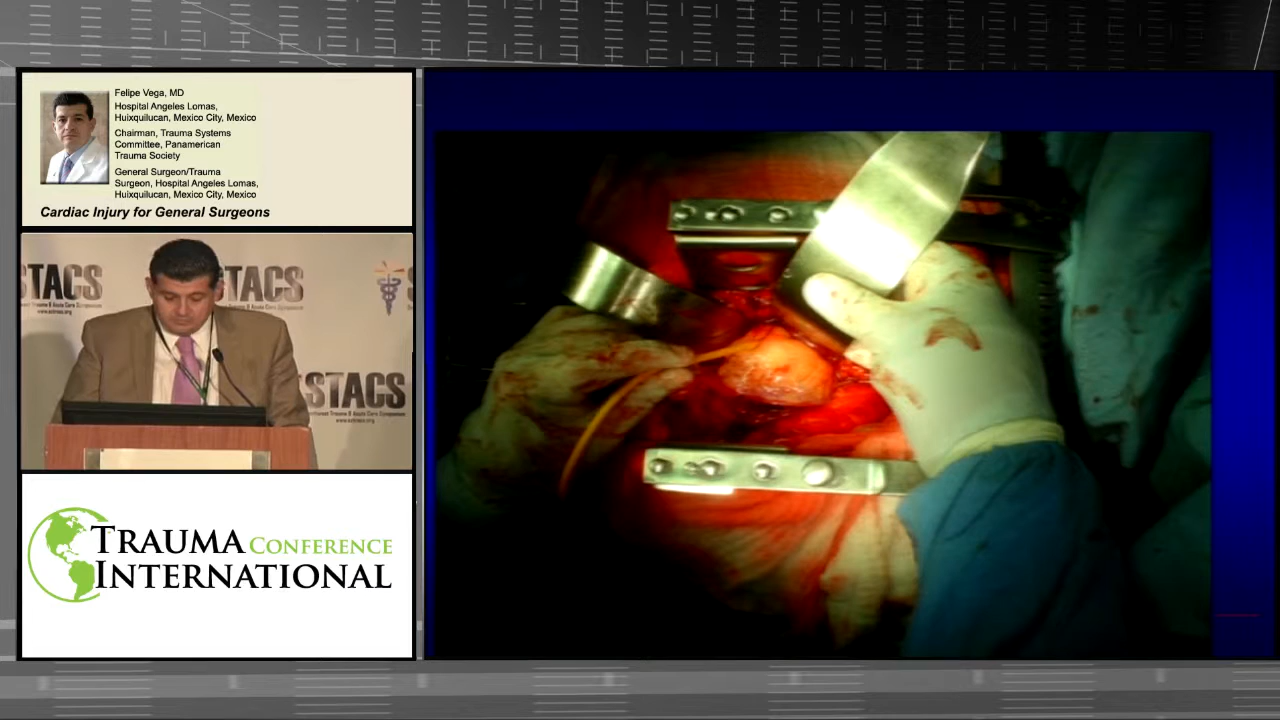 Felipe Vega, MD
Hospital Angeles Lomas,
Huixquilucan, Mexico City, Mexico
Chairman, Trauma Systems
Committee, Panamerican
Trauma Society
General Surgeon/Trauma
Surgeon, Hospital Angeles Lomas,
Huixquilucan, Mexico City, Mexico
Cardiac Injury for General Surgeons
STACS
STACS
STACS
TRAUMA CONFERENCE
INTERNATIONAL